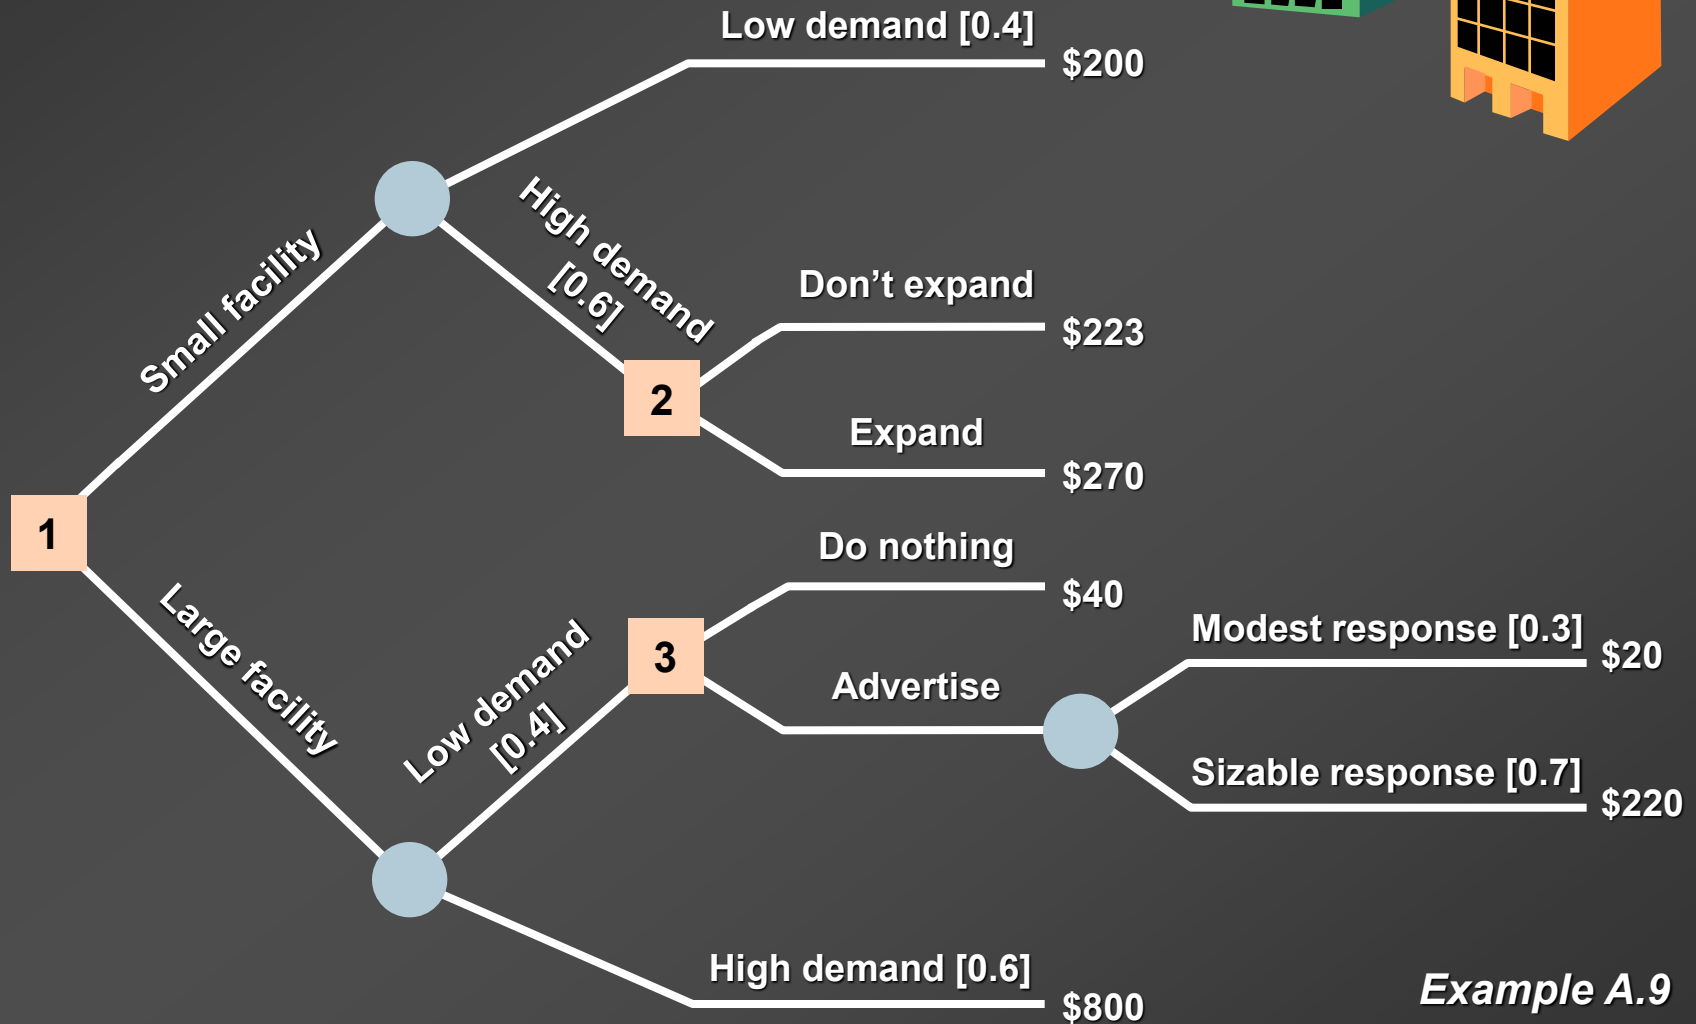 Low demand [0.4]
$200
High demand
[0.6]
Small facility
Don’t expand
$223
2
Expand
$270
1
Do nothing
$40
Large facility
Low demand
[0.4]
3
Modest response [0.3]
$20
Advertise
Sizable response [0.7]
$220
High demand [0.6]
$800
Example A.9